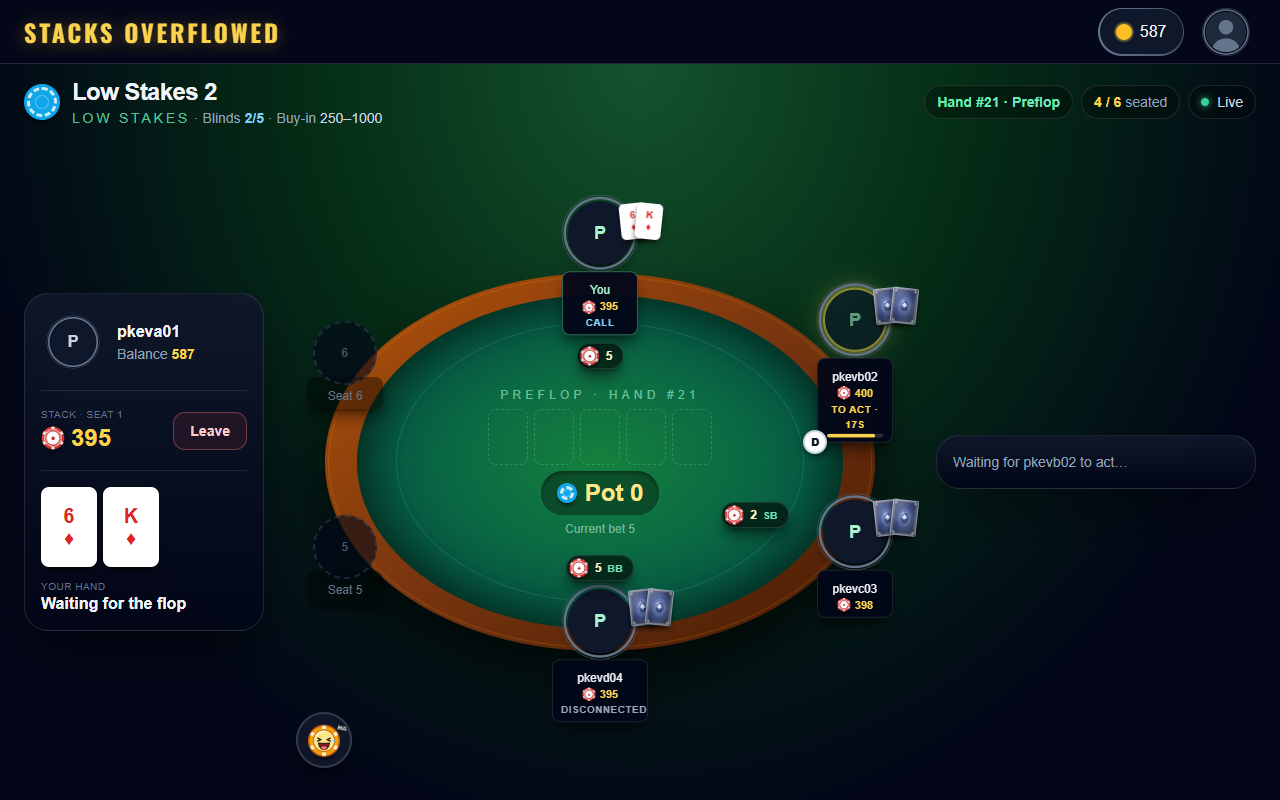 STACKS OVERFLOWED
587
Low Stakes 2
LOW STAKES · Blinds 2/5 · Buy-in 250–1000
Hand #21 · Preflop
4 / 6 seated
Live
P
6
K
You
395
CALL
5
P
pkevb02
400
TO ACT ·
17S
D
6
Seat 6
P
pkeva01
Balance 587
STACK · SEAT 1
395
Leave
6
K
YOUR HAND
Waiting for the flop
PREFLOP · HAND #21
Pot 0
Current bet 5
2 SB
5 BB
5
Seat 5
P
pkevc03
398
P
pkevd04
395
DISCONNECTED
Waiting for pkevb02 to act...
HA